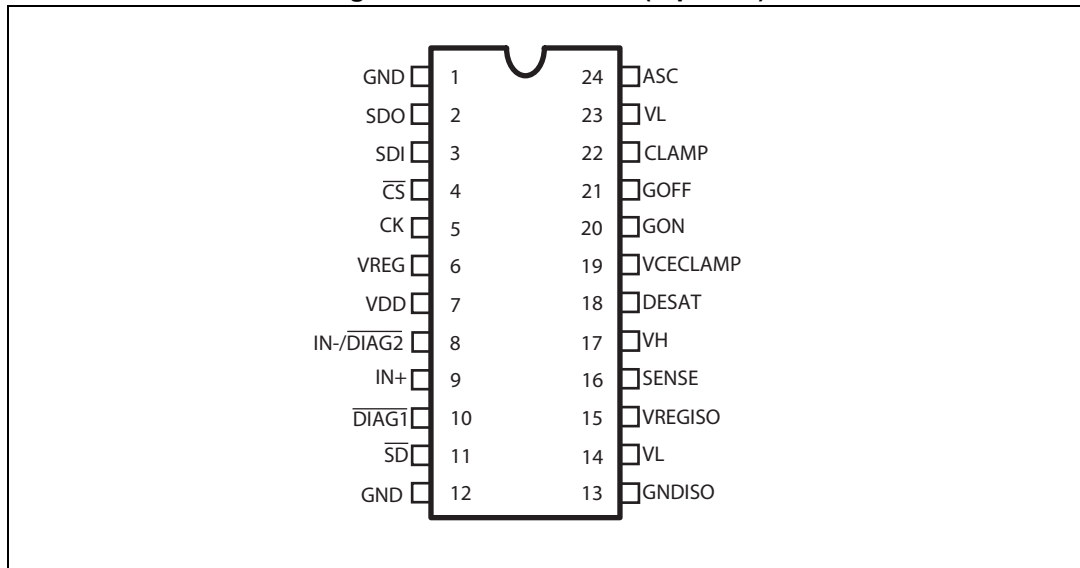 GND 1 24 ASC
SDO 2 23 VL
SDI 3 22 CLAMP
CS 4 21 GOFF
CK 5 20 GON
VREG 6 19 VCECLAMP
VDD 7 18 DESAT
IN-/DIAG2 8 17 VH
IN+ 9 16 SENSE
DIAG1 10 15 VREGISO
SD 11 14 VL
GND 12 13 GNDISO